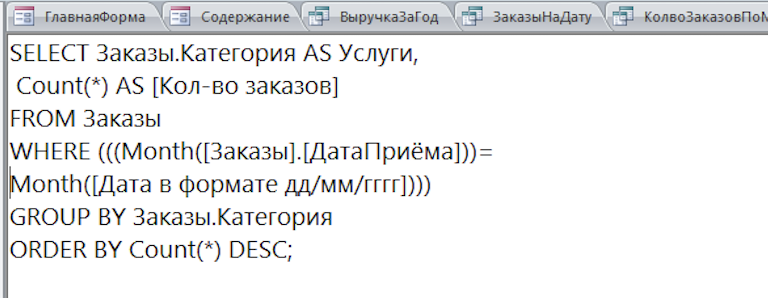 ГлавнаяФорма Содержание ВыручкаЗаГод ЗаказыНаДату КолвоЗаказовПоМ
SELECT Заказы.Категория AS Услуги,
Count(*) AS [Кол-во заказов]
FROM Заказы
WHERE (((Month([Заказы].[ДатаПриёма]))=
Month([Дата в формате дд/мм/гггг])))
GROUP BY Заказы.Категория
ORDER BY Count(*) DESC;